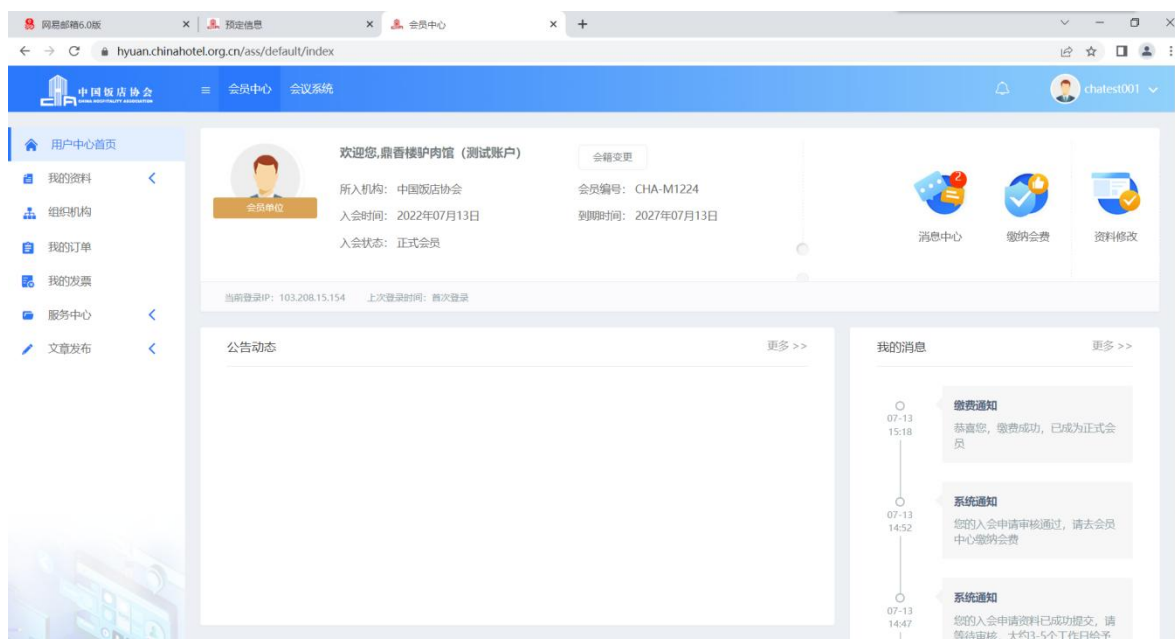 网易邮箱6.0版
预定信息
会员中心
hyuan.chinahotel.org.cn/ass/default/index
中国饭店协会
CHINA HOSPITALITY ASSOCIATION
会员中心 会议系统
chatest001
用户中心首页
我的资料
组织机构
我的订单
我的发票
服务中心
文章发布
会员单位
欢迎您,鼎香楼驴肉馆（测试账户）
会籍变更
所入机构： 中国饭店协会
会员编号： CHA-M1224
入会时间： 2022年07月13日
到期时间： 2027年07月13日
入会状态： 正式会员
2
消息中心
缴纳会费
资料修改
当前登录IP：103.208.15.154 上次登录时间：首次登录
公告动态
更多 >>
我的消息
更多 >>
07-13
15:18
缴费通知
恭喜您，缴费成功，已成为正式会
员
07-13
14:52
系统通知
您的入会申请审核通过，请去会员
中心缴纳会费
07-13
14:47
系统通知
您的入会申请资料已成功提交，请
等待审核，大约3-5个工作日给予